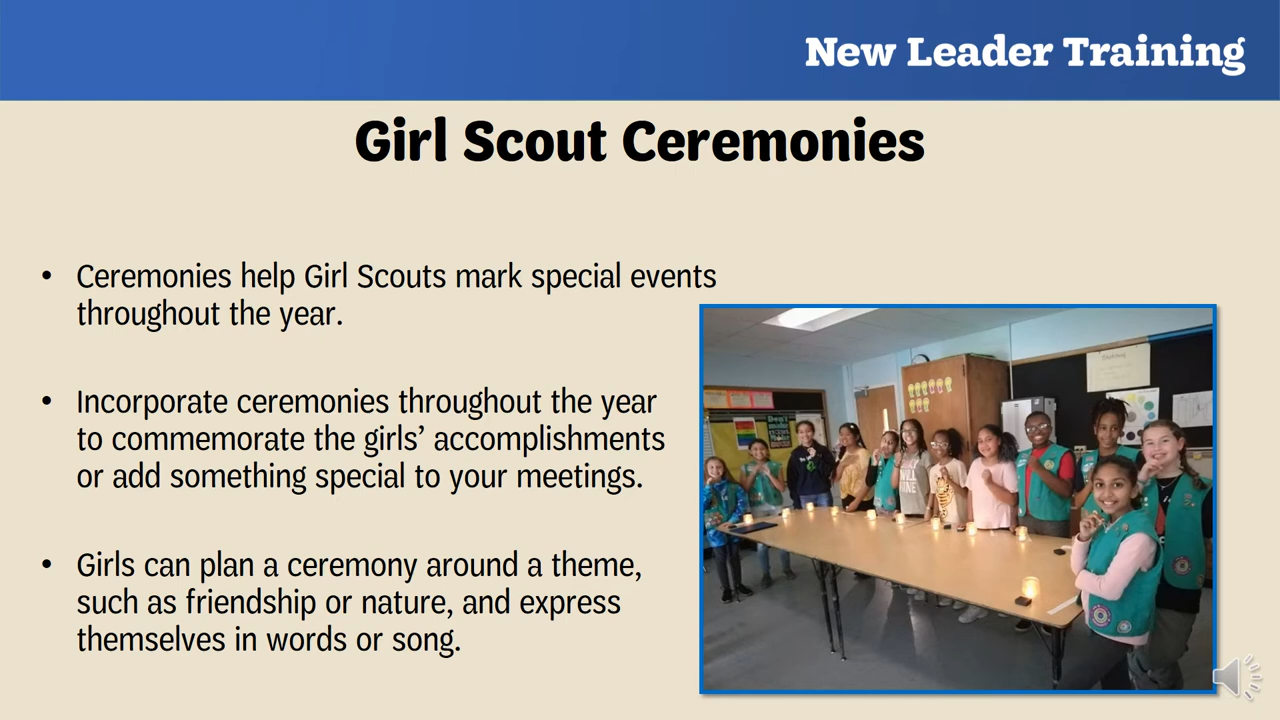 New Leader Training
Girl Scout Ceremonies
• Ceremonies help Girl Scouts mark special events
throughout the year.
• Incorporate ceremonies throughout the year
to commemorate the girls’ accomplishments
or add something special to your meetings.
• Girls can plan a ceremony around a theme,
such as friendship or nature, and express
themselves in words or song.